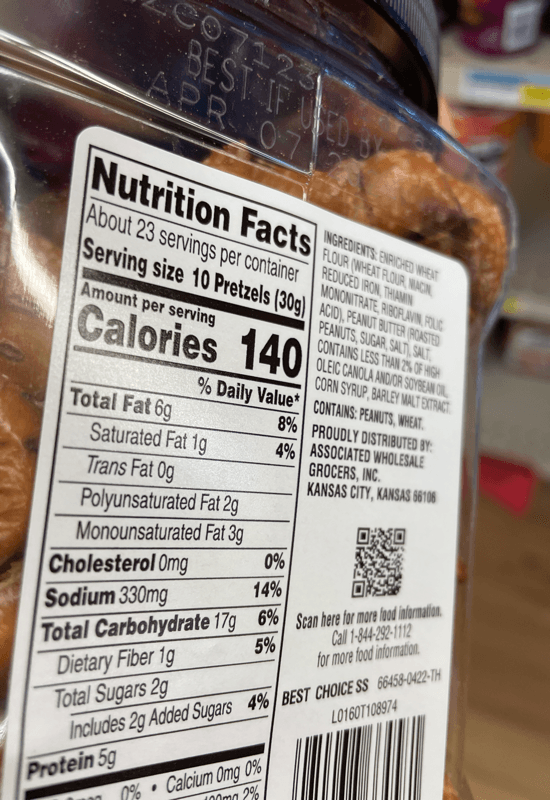 ZC07123
BEST IF USED BY
APR 07
Nutrition Facts
About 23 servings per container
Serving size 10 Pretzels (30g)
Amount per serving
Calories 140
% Daily Value*
Total Fat 6g 8%
Saturated Fat 1g 4%
Trans Fat 0g
Polyunsaturated Fat 2g
Monounsaturated Fat 3g
Cholesterol 0mg 0%
Sodium 330mg 14%
Total Carbohydrate 17g 6%
Dietary Fiber 1g 5%
Total Sugars 2g
Includes 2g Added Sugars 4%
Protein 5g
0% • Calcium 0mg 0%
2%
INGREDIENTS: ENRICHED WHEAT
FLOUR (WHEAT FLOUR, NIACIN,
REDUCED IRON, THIAMIN
MONONITRATE, RIBOFLAVIN, FOLIC
ACID), PEANUT BUTTER (ROASTED
PEANUTS, SUGAR, SALT), SALT,
CONTAINS LESS THAN 2% OF HIGH
OLEIC CANOLA AND/OR SOYBEAN OIL,
CORN SYRUP, BARLEY MALT EXTRACT.
CONTAINS: PEANUTS, WHEAT.
PROUDLY DISTRIBUTED BY:
ASSOCIATED WHOLESALE
GROCERS, INC.
KANSAS CITY, KANSAS 66106
Scan here for more food information.
Call 1-844-292-1112
for more food information.
BEST CHOICE SS 66458-0422-TH
L0160T108974